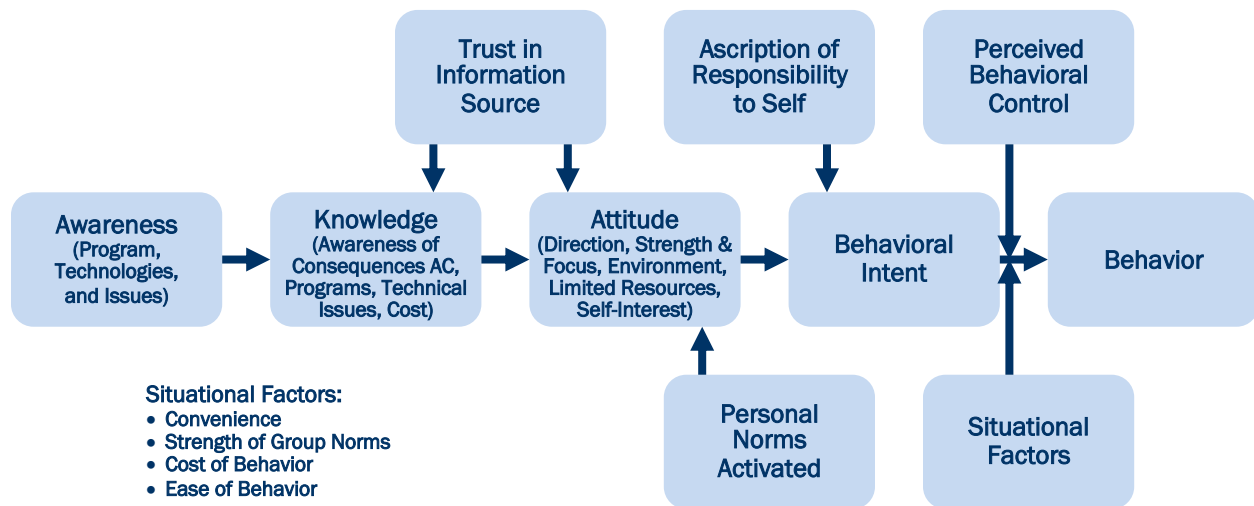 Trust in
Information
Source
Ascription of
Responsibility
to Self
Perceived
Behavioral
Control
Awareness
(Program,
Technologies,
and Issues)
Knowledge
(Awareness of
Consequences AC,
Programs, Technical
Issues, Cost)
Attitude
(Direction, Strength &
Focus, Environment,
Limited Resources,
Self-Interest)
Behavioral
Intent
Behavior
Situational Factors:
• Convenience
• Strength of Group Norms
• Cost of Behavior
• Ease of Behavior
Personal
Norms
Activated
Situational
Factors